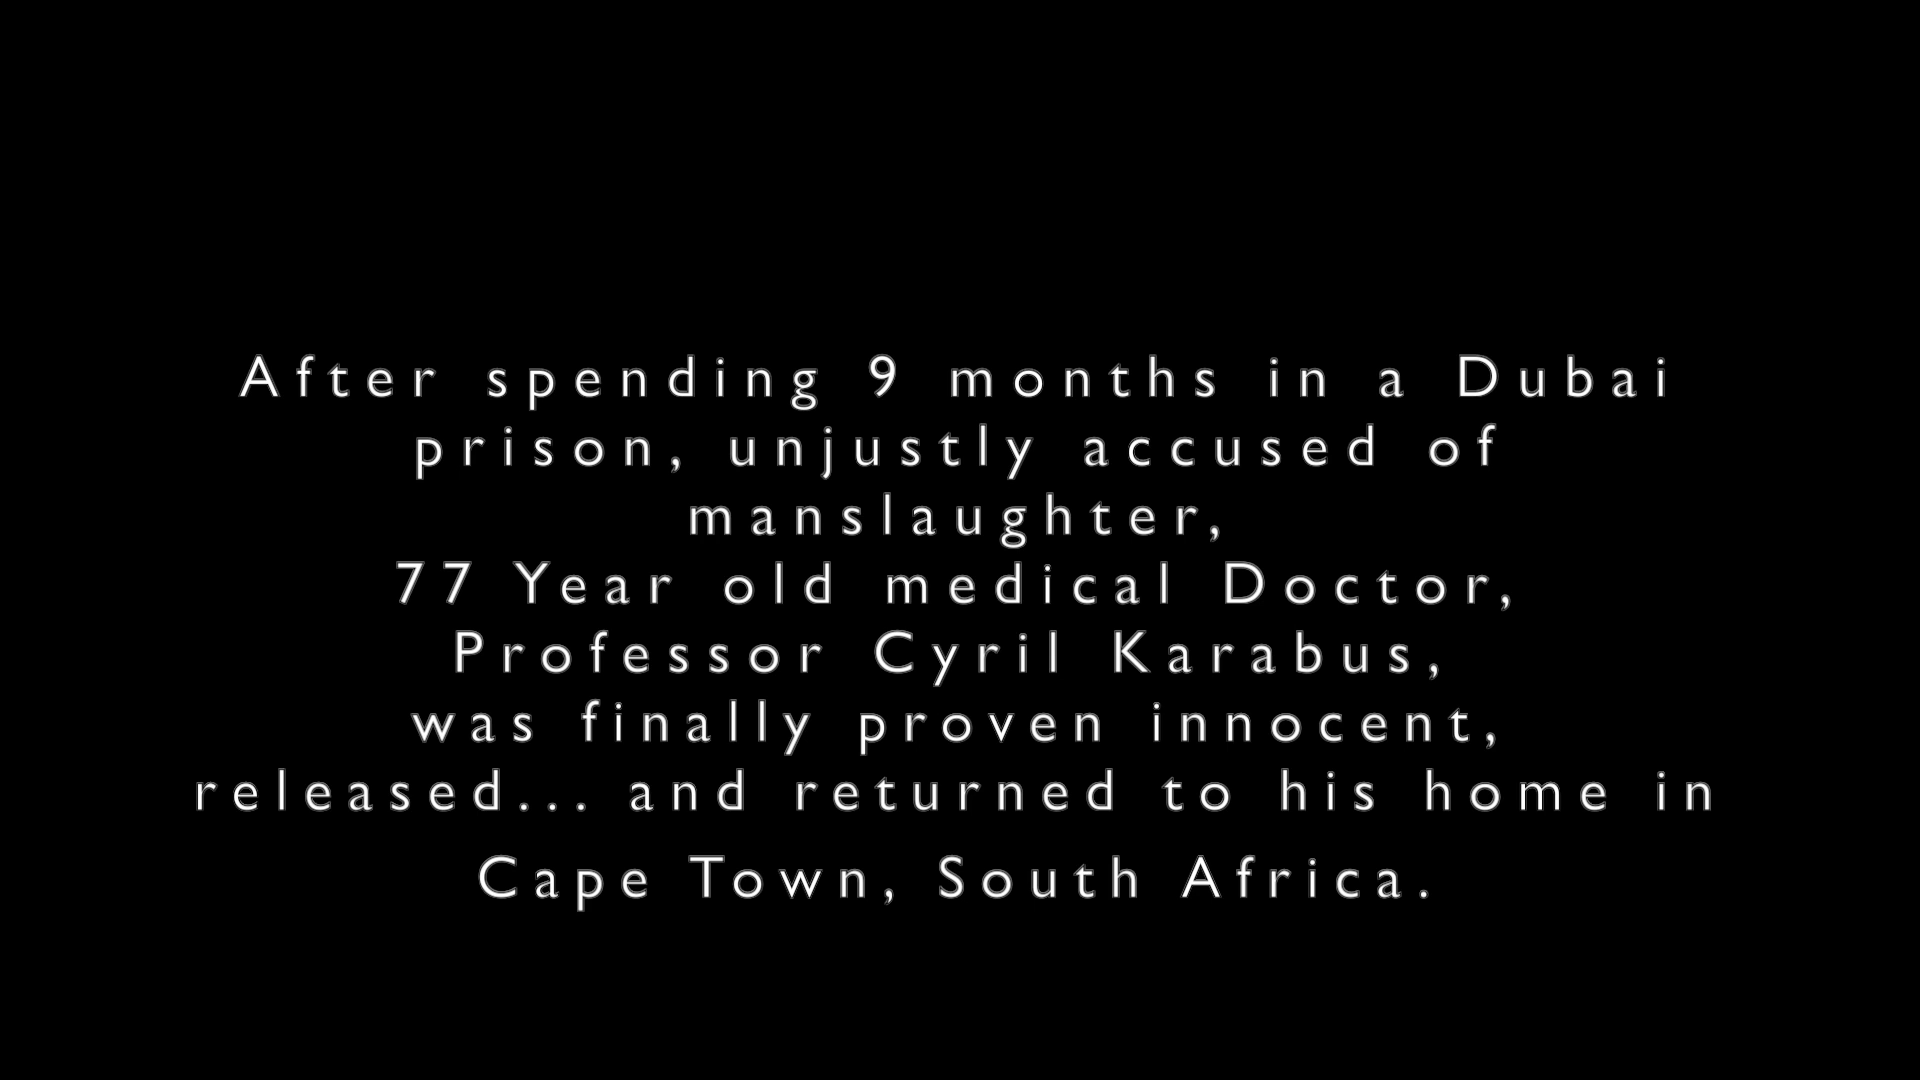 After spending 9 months in a Dubai
prison, unjustly accused of
manslaughter,
77 Year old medical Doctor,
Professor Cyril Karabus,
was finally proven innocent,
released... and returned to his home in
Cape Town, South Africa.